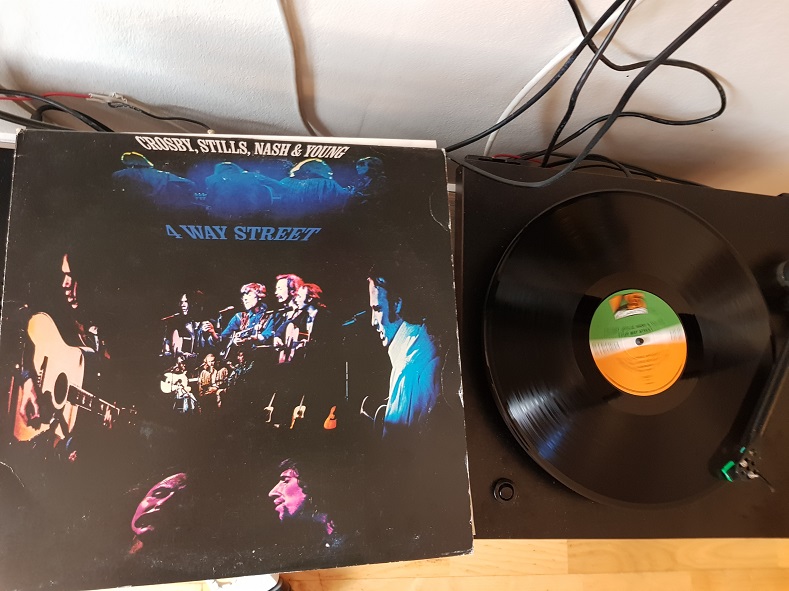 CROSBY, STILLS, NASH & YOUNG
4 WAY STREET